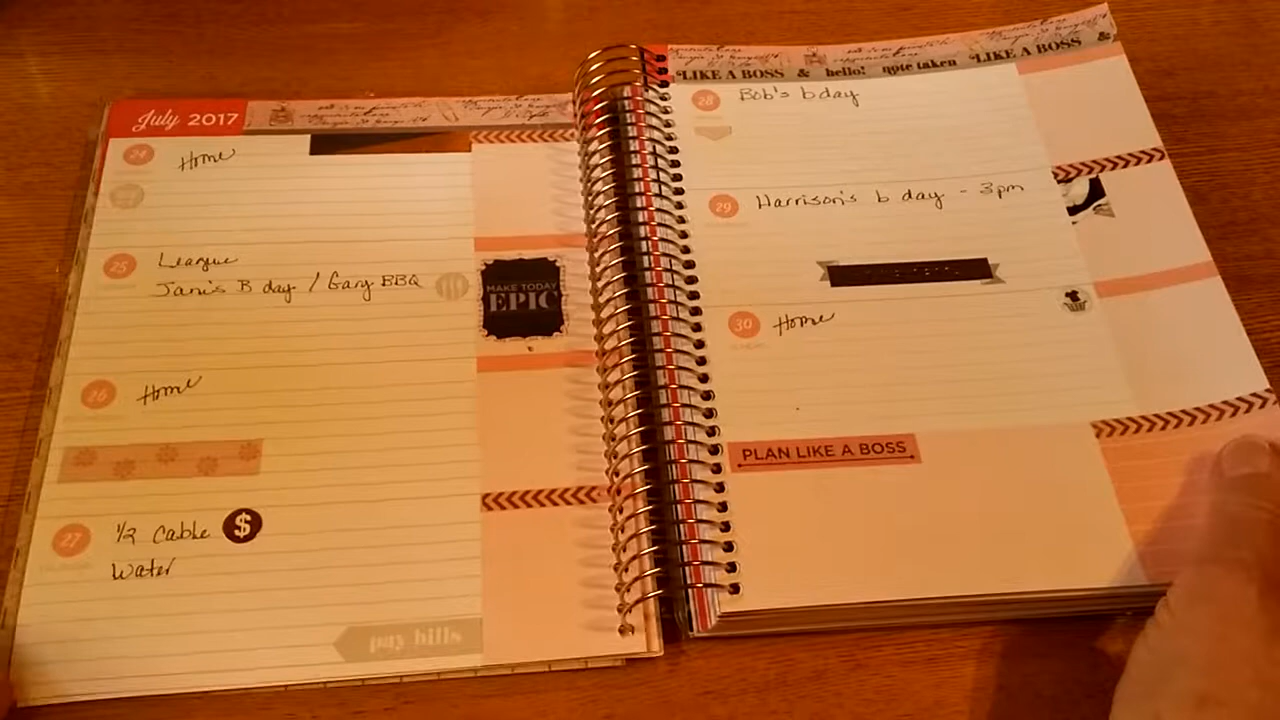 July 2017
24
Home
25
League
Jani's B day / Gary BBQ
MAKE TODAY
EPIC
26
Home
27
1/2 Cable $
Water
pay bills
LIKE A BOSS & hello! note taken LIKE A BOSS &
28
Bob's bday
29
Harrison's b day - 3pm
30
Home
PLAN LIKE A BOSS